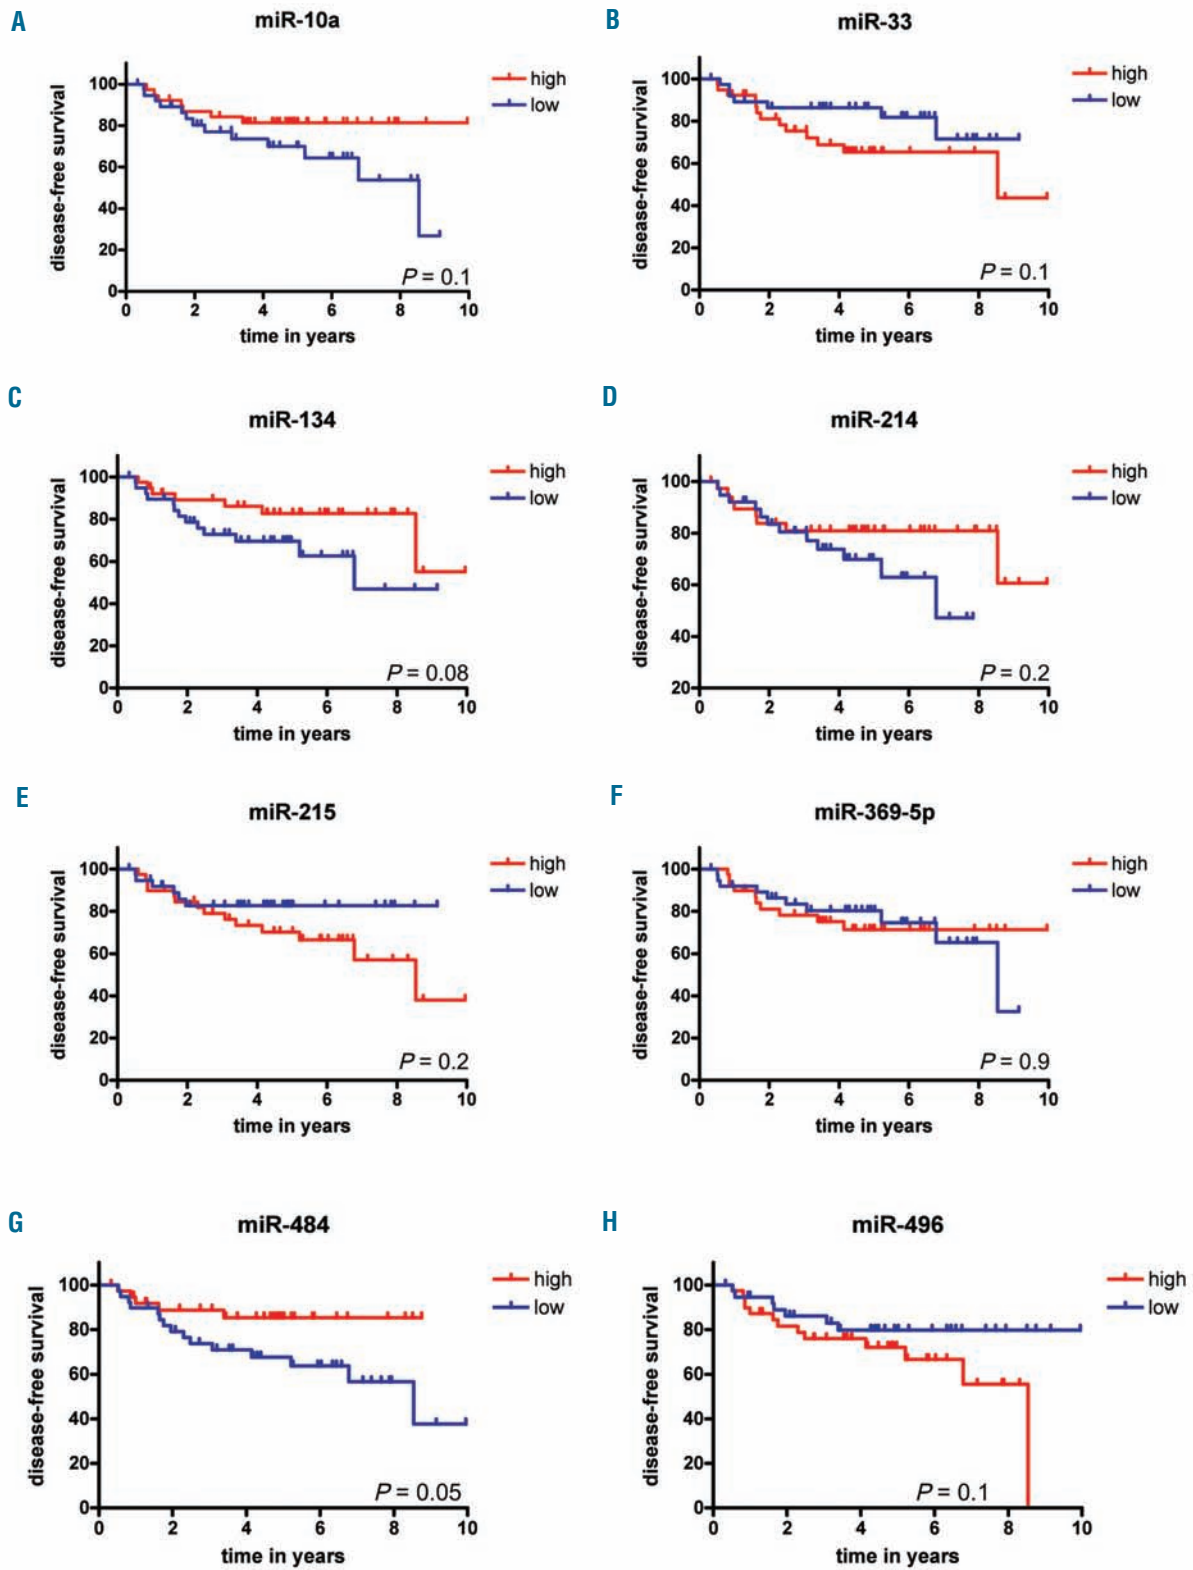 A
miR-10a
high
low
disease-free survival
100
80
60
40
20
0
P = 0.1
0 2 4 6 8 10
time in years
B
miR-33
high
low
disease-free survival
100
80
60
40
20
0
P = 0.1
0 2 4 6 8 10
time in years
C
miR-134
high
low
disease-free survival
100
80
60
40
20
0
P = 0.08
0 2 4 6 8 10
time in years
D
miR-214
high
low
disease-free survival
100
80
60
40
20
P = 0.2
0 2 4 6 8 10
time in years
E
miR-215
high
low
disease-free survival
100
80
60
40
20
0
P = 0.2
0 2 4 6 8 10
time in years
F
miR-369-5p
high
low
disease-free survival
100
80
60
40
20
0
P = 0.9
0 2 4 6 8 10
time in years
G
miR-484
high
low
disease-free survival
100
80
60
40
20
0
P = 0.05
0 2 4 6 8 10
time in years
H
miR-496
high
low
disease-free survival
100
80
60
40
20
0
P = 0.1
0 2 4 6 8 10
time in years